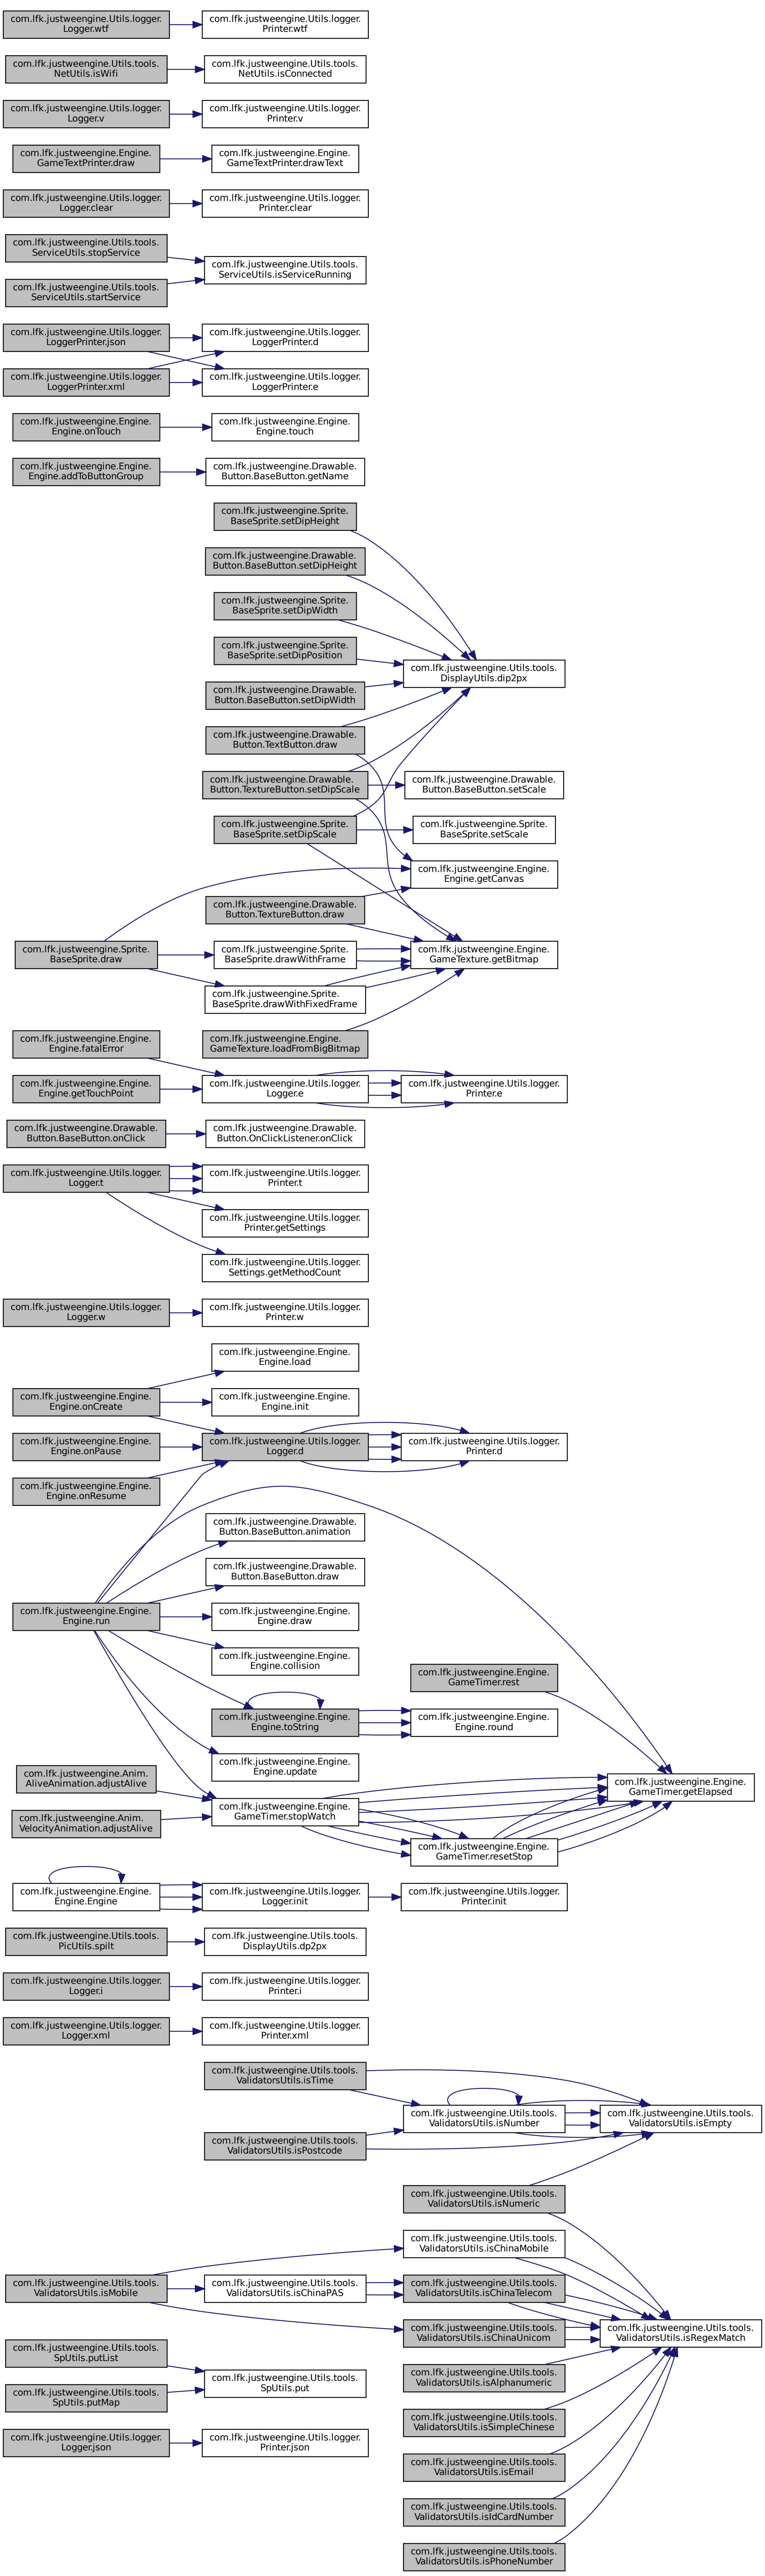 com.lfk.justweengine.Utils.logger.
Logger.wtf
com.lfk.justweengine.Utils.logger.
Printer.wtf
com.lfk.justweengine.Utils.tools.
NetUtils.isWifi
com.lfk.justweengine.Utils.tools.
NetUtils.isConnected
com.lfk.justweengine.Utils.logger.
Logger.v
com.lfk.justweengine.Utils.logger.
Printer.v
com.lfk.justweengine.Engine.
GameTextPrinter.draw
com.lfk.justweengine.Engine.
GameTextPrinter.drawText
com.lfk.justweengine.Utils.logger.
Logger.clear
com.lfk.justweengine.Utils.logger.
Printer.clear
com.lfk.justweengine.Utils.tools.
ServiceUtils.stopService
com.lfk.justweengine.Utils.tools.
ServiceUtils.isServiceRunning
com.lfk.justweengine.Utils.tools.
ServiceUtils.startService
com.lfk.justweengine.Utils.logger.
LoggerPrinter.json
com.lfk.justweengine.Utils.logger.
LoggerPrinter.d
com.lfk.justweengine.Utils.logger.
LoggerPrinter.xml
com.lfk.justweengine.Utils.logger.
LoggerPrinter.e
com.lfk.justweengine.Engine.
Engine.onTouch
com.lfk.justweengine.Engine.
Engine.touch
com.lfk.justweengine.Engine.
Engine.addToButtonGroup
com.lfk.justweengine.Drawable.
Button.BaseButton.getName
com.lfk.justweengine.Sprite.
BaseSprite.setDipHeight
com.lfk.justweengine.Drawable.
Button.BaseButton.setDipHeight
com.lfk.justweengine.Sprite.
BaseSprite.setDipWidth
com.lfk.justweengine.Sprite.
BaseSprite.setDipPosition
com.lfk.justweengine.Utils.tools.
DisplayUtils.dip2px
com.lfk.justweengine.Drawable.
Button.BaseButton.setDipWidth
com.lfk.justweengine.Drawable.
Button.TextButton.draw
com.lfk.justweengine.Drawable.
Button.TextureButton.setDipScale
com.lfk.justweengine.Drawable.
Button.BaseButton.setScale
com.lfk.justweengine.Sprite.
BaseSprite.setDipScale
com.lfk.justweengine.Sprite.
BaseSprite.setScale
com.lfk.justweengine.Engine.
Engine.getCanvas
com.lfk.justweengine.Drawable.
Button.TextureButton.draw
com.lfk.justweengine.Sprite.
BaseSprite.draw
com.lfk.justweengine.Sprite.
BaseSprite.drawWithFrame
com.lfk.justweengine.Engine.
GameTexture.getBitmap
com.lfk.justweengine.Sprite.
BaseSprite.drawWithFixedFrame
com.lfk.justweengine.Engine.
Engine.fatalError
com.lfk.justweengine.Engine.
GameTexture.loadFromBigBitmap
com.lfk.justweengine.Engine.
Engine.getTouchPoint
com.lfk.justweengine.Utils.logger.
Logger.e
com.lfk.justweengine.Utils.logger.
Printer.e
com.lfk.justweengine.Drawable.
Button.BaseButton.onClick
com.lfk.justweengine.Drawable.
Button.OnClickListener.onClick
com.lfk.justweengine.Utils.logger.
Logger.t
com.lfk.justweengine.Utils.logger.
Printer.t
com.lfk.justweengine.Utils.logger.
Printer.getSettings
com.lfk.justweengine.Utils.logger.
Settings.getMethodCount
com.lfk.justweengine.Utils.logger.
Logger.w
com.lfk.justweengine.Utils.logger.
Printer.w
com.lfk.justweengine.Engine.
Engine.load
com.lfk.justweengine.Engine.
Engine.onCreate
com.lfk.justweengine.Engine.
Engine.init
com.lfk.justweengine.Engine.
Engine.onPause
com.lfk.justweengine.Utils.logger.
Logger.d
com.lfk.justweengine.Utils.logger.
Printer.d
com.lfk.justweengine.Engine.
Engine.onResume
com.lfk.justweengine.Drawable.
Button.BaseButton.animation
com.lfk.justweengine.Drawable.
Button.BaseButton.draw
com.lfk.justweengine.Engine.
Engine.run
com.lfk.justweengine.Engine.
Engine.draw
com.lfk.justweengine.Engine.
Engine.collision
com.lfk.justweengine.Engine.
GameTimer.rest
com.lfk.justweengine.Engine.
Engine.toString
com.lfk.justweengine.Engine.
Engine.round
com.lfk.justweengine.Engine.
Engine.update
com.lfk.justweengine.Anim.
AliveAnimation.adjustAlive
com.lfk.justweengine.Engine.
GameTimer.getElapsed
com.lfk.justweengine.Engine.
GameTimer.stopWatch
com.lfk.justweengine.Anim.
VelocityAnimation.adjustAlive
com.lfk.justweengine.Engine.
GameTimer.resetStop
com.lfk.justweengine.Engine.
Engine.Engine
com.lfk.justweengine.Utils.logger.
Logger.init
com.lfk.justweengine.Utils.logger.
Printer.init
com.lfk.justweengine.Utils.tools.
PicUtils.spilt
com.lfk.justweengine.Utils.tools.
DisplayUtils.dp2px
com.lfk.justweengine.Utils.logger.
Logger.i
com.lfk.justweengine.Utils.logger.
Printer.i
com.lfk.justweengine.Utils.logger.
Logger.xml
com.lfk.justweengine.Utils.logger.
Printer.xml
com.lfk.justweengine.Utils.tools.
ValidatorsUtils.isTime
com.lfk.justweengine.Utils.tools.
ValidatorsUtils.isNumber
com.lfk.justweengine.Utils.tools.
ValidatorsUtils.isEmpty
com.lfk.justweengine.Utils.tools.
ValidatorsUtils.isPostcode
com.lfk.justweengine.Utils.tools.
ValidatorsUtils.isNumeric
com.lfk.justweengine.Utils.tools.
ValidatorsUtils.isChinaMobile
com.lfk.justweengine.Utils.tools.
ValidatorsUtils.isMobile
com.lfk.justweengine.Utils.tools.
ValidatorsUtils.isChinaPAS
com.lfk.justweengine.Utils.tools.
ValidatorsUtils.isChinaTelecom
com.lfk.justweengine.Utils.tools.
ValidatorsUtils.isChinaUnicom
com.lfk.justweengine.Utils.tools.
ValidatorsUtils.isRegexMatch
com.lfk.justweengine.Utils.tools.
SpUtils.putList
com.lfk.justweengine.Utils.tools.
SpUtils.put
com.lfk.justweengine.Utils.tools.
ValidatorsUtils.isAlphanumeric
com.lfk.justweengine.Utils.tools.
SpUtils.putMap
com.lfk.justweengine.Utils.tools.
ValidatorsUtils.isSimpleChinese
com.lfk.justweengine.Utils.logger.
Logger.json
com.lfk.justweengine.Utils.logger.
Printer.json
com.lfk.justweengine.Utils.tools.
ValidatorsUtils.isEmail
com.lfk.justweengine.Utils.tools.
ValidatorsUtils.isIdCardNumber
com.lfk.justweengine.Utils.tools.
ValidatorsUtils.isPhoneNumber